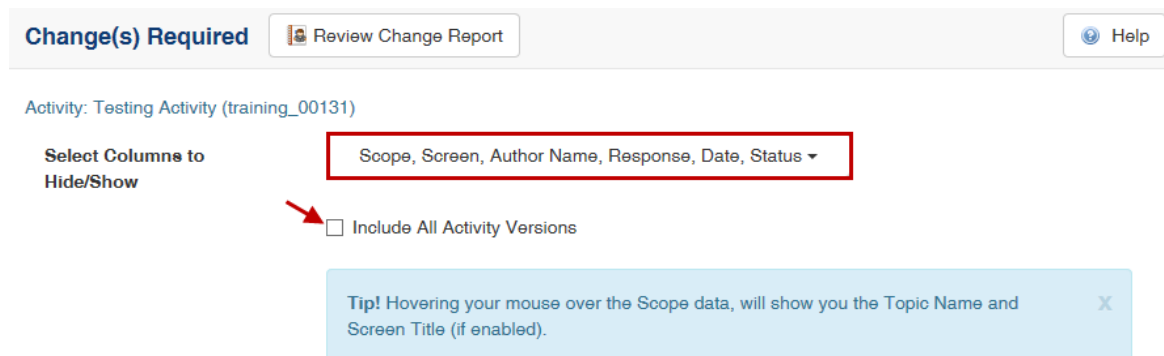 Change(s) Required
Review Change Report
Help
Activity: Testing Activity (training_00131)
Select Columns to
Hide/Show
Scope, Screen, Author Name, Response, Date, Status
Include All Activity Versions
Tip! Hovering your mouse over the Scope data, will show you the Topic Name and
Screen Title (if enabled).
X